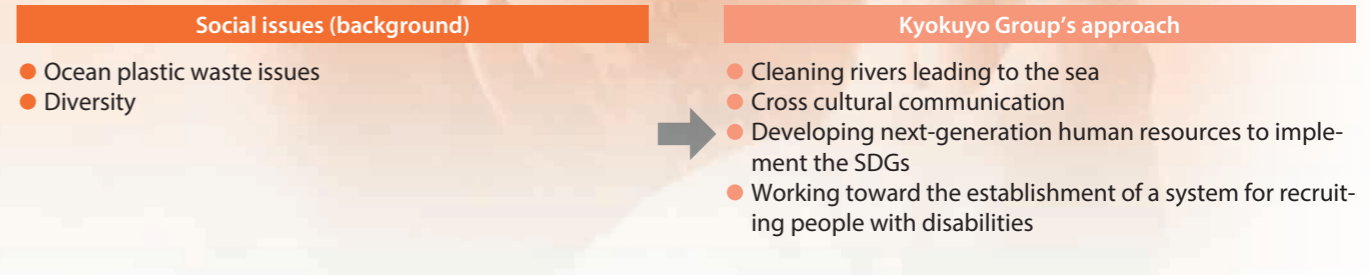 Social issues (background)
● Ocean plastic waste issues
● Diversity
Kyokuyo Group's approach
● Cleaning rivers leading to the sea
● Cross cultural communication
● Developing next-generation human resources to imple-
ment the SDGs
● Working toward the establishment of a system for recruit-
ing people with disabilities